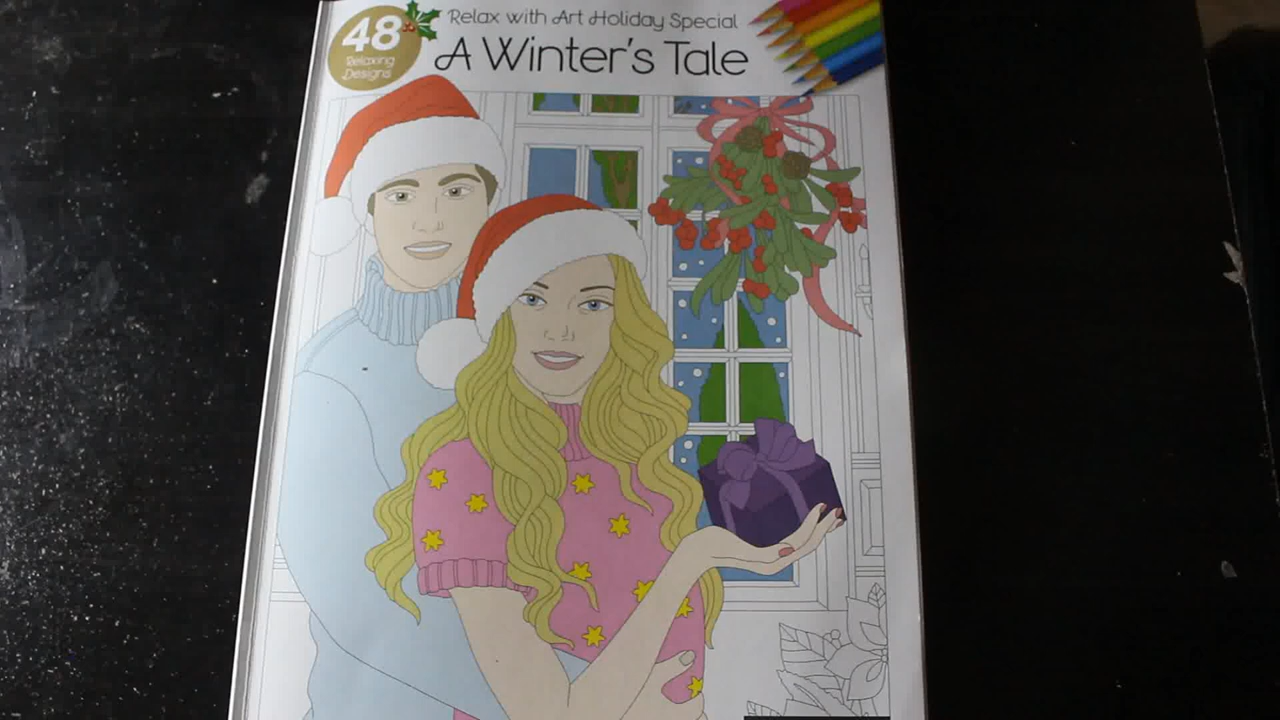 48
Relaxing
Designs
Relax with Art Holiday Special
A Winter's Tale